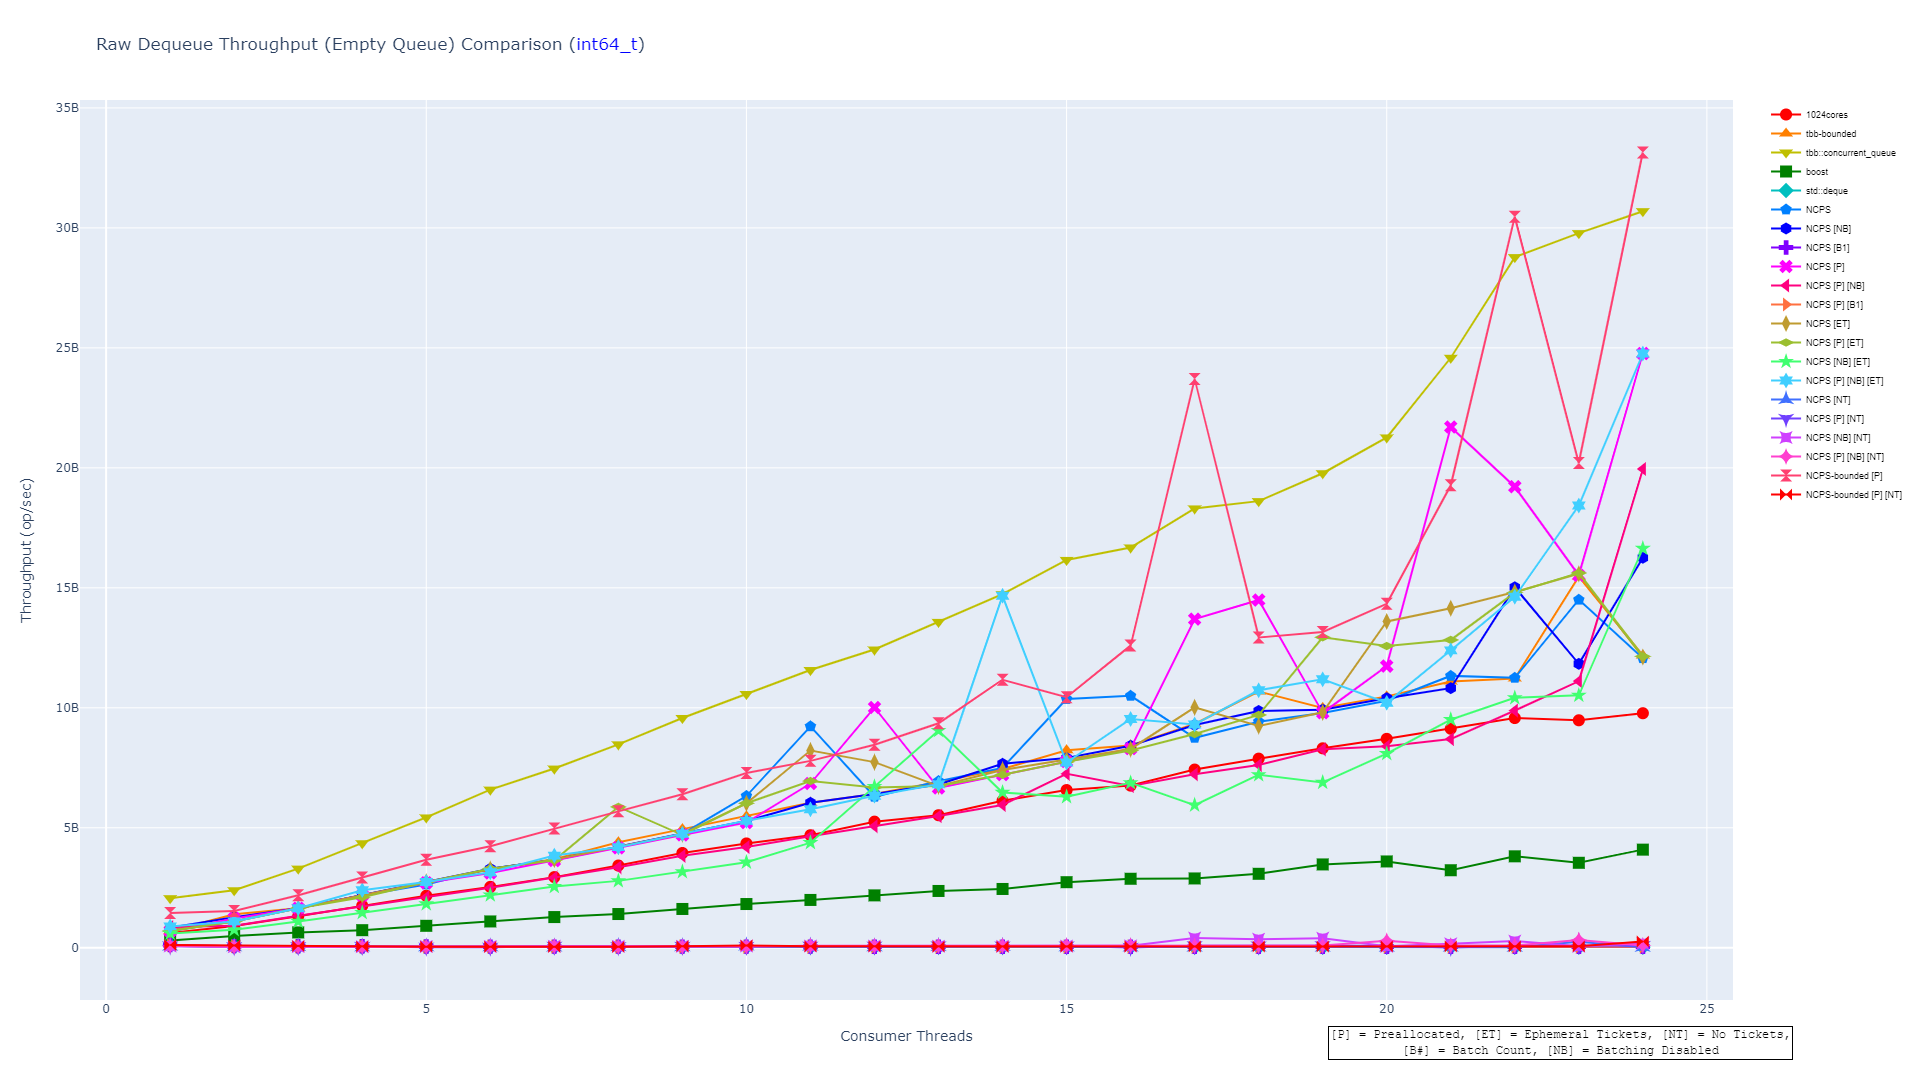 Raw Dequeue Throughput (Empty Queue) Comparison (int64_t)
35B
30B
25B
20B
15B
10B
5B
0
Throughput (op/sec)
0
5
10
15
20
25
Consumer Threads
1024cores
tbb-bounded
tbb::concurrent_queue
boost
std::deque
NCPS
NCPS [NB]
NCPS [B1]
NCPS [P]
NCPS [P] [NB]
NCPS [P] [B1]
NCPS [ET]
NCPS [P] [ET]
NCPS [NB] [ET]
NCPS [P] [NB] [ET]
NCPS [NT]
NCPS [P] [NT]
NCPS [NB] [NT]
NCPS [P] [NB] [NT]
NCPS-bounded [P]
NCPS-bounded [P] [NT]
[P] = Preallocated, [ET] = Ephemeral Tickets, [NT] = No Tickets,
[B#] = Batch Count, [NB] = Batching Disabled